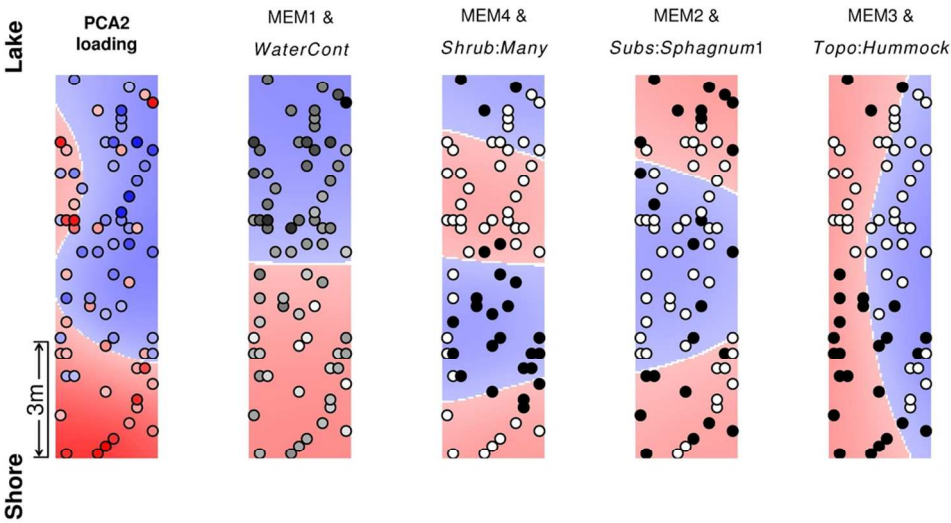 Lake
PCA2
loading
MEM1 &
WaterCont
MEM4 &
Shrub:Many
MEM2 &
Subs:Sphagnum1
MEM3 &
Topo:Hummock
3m
Shore